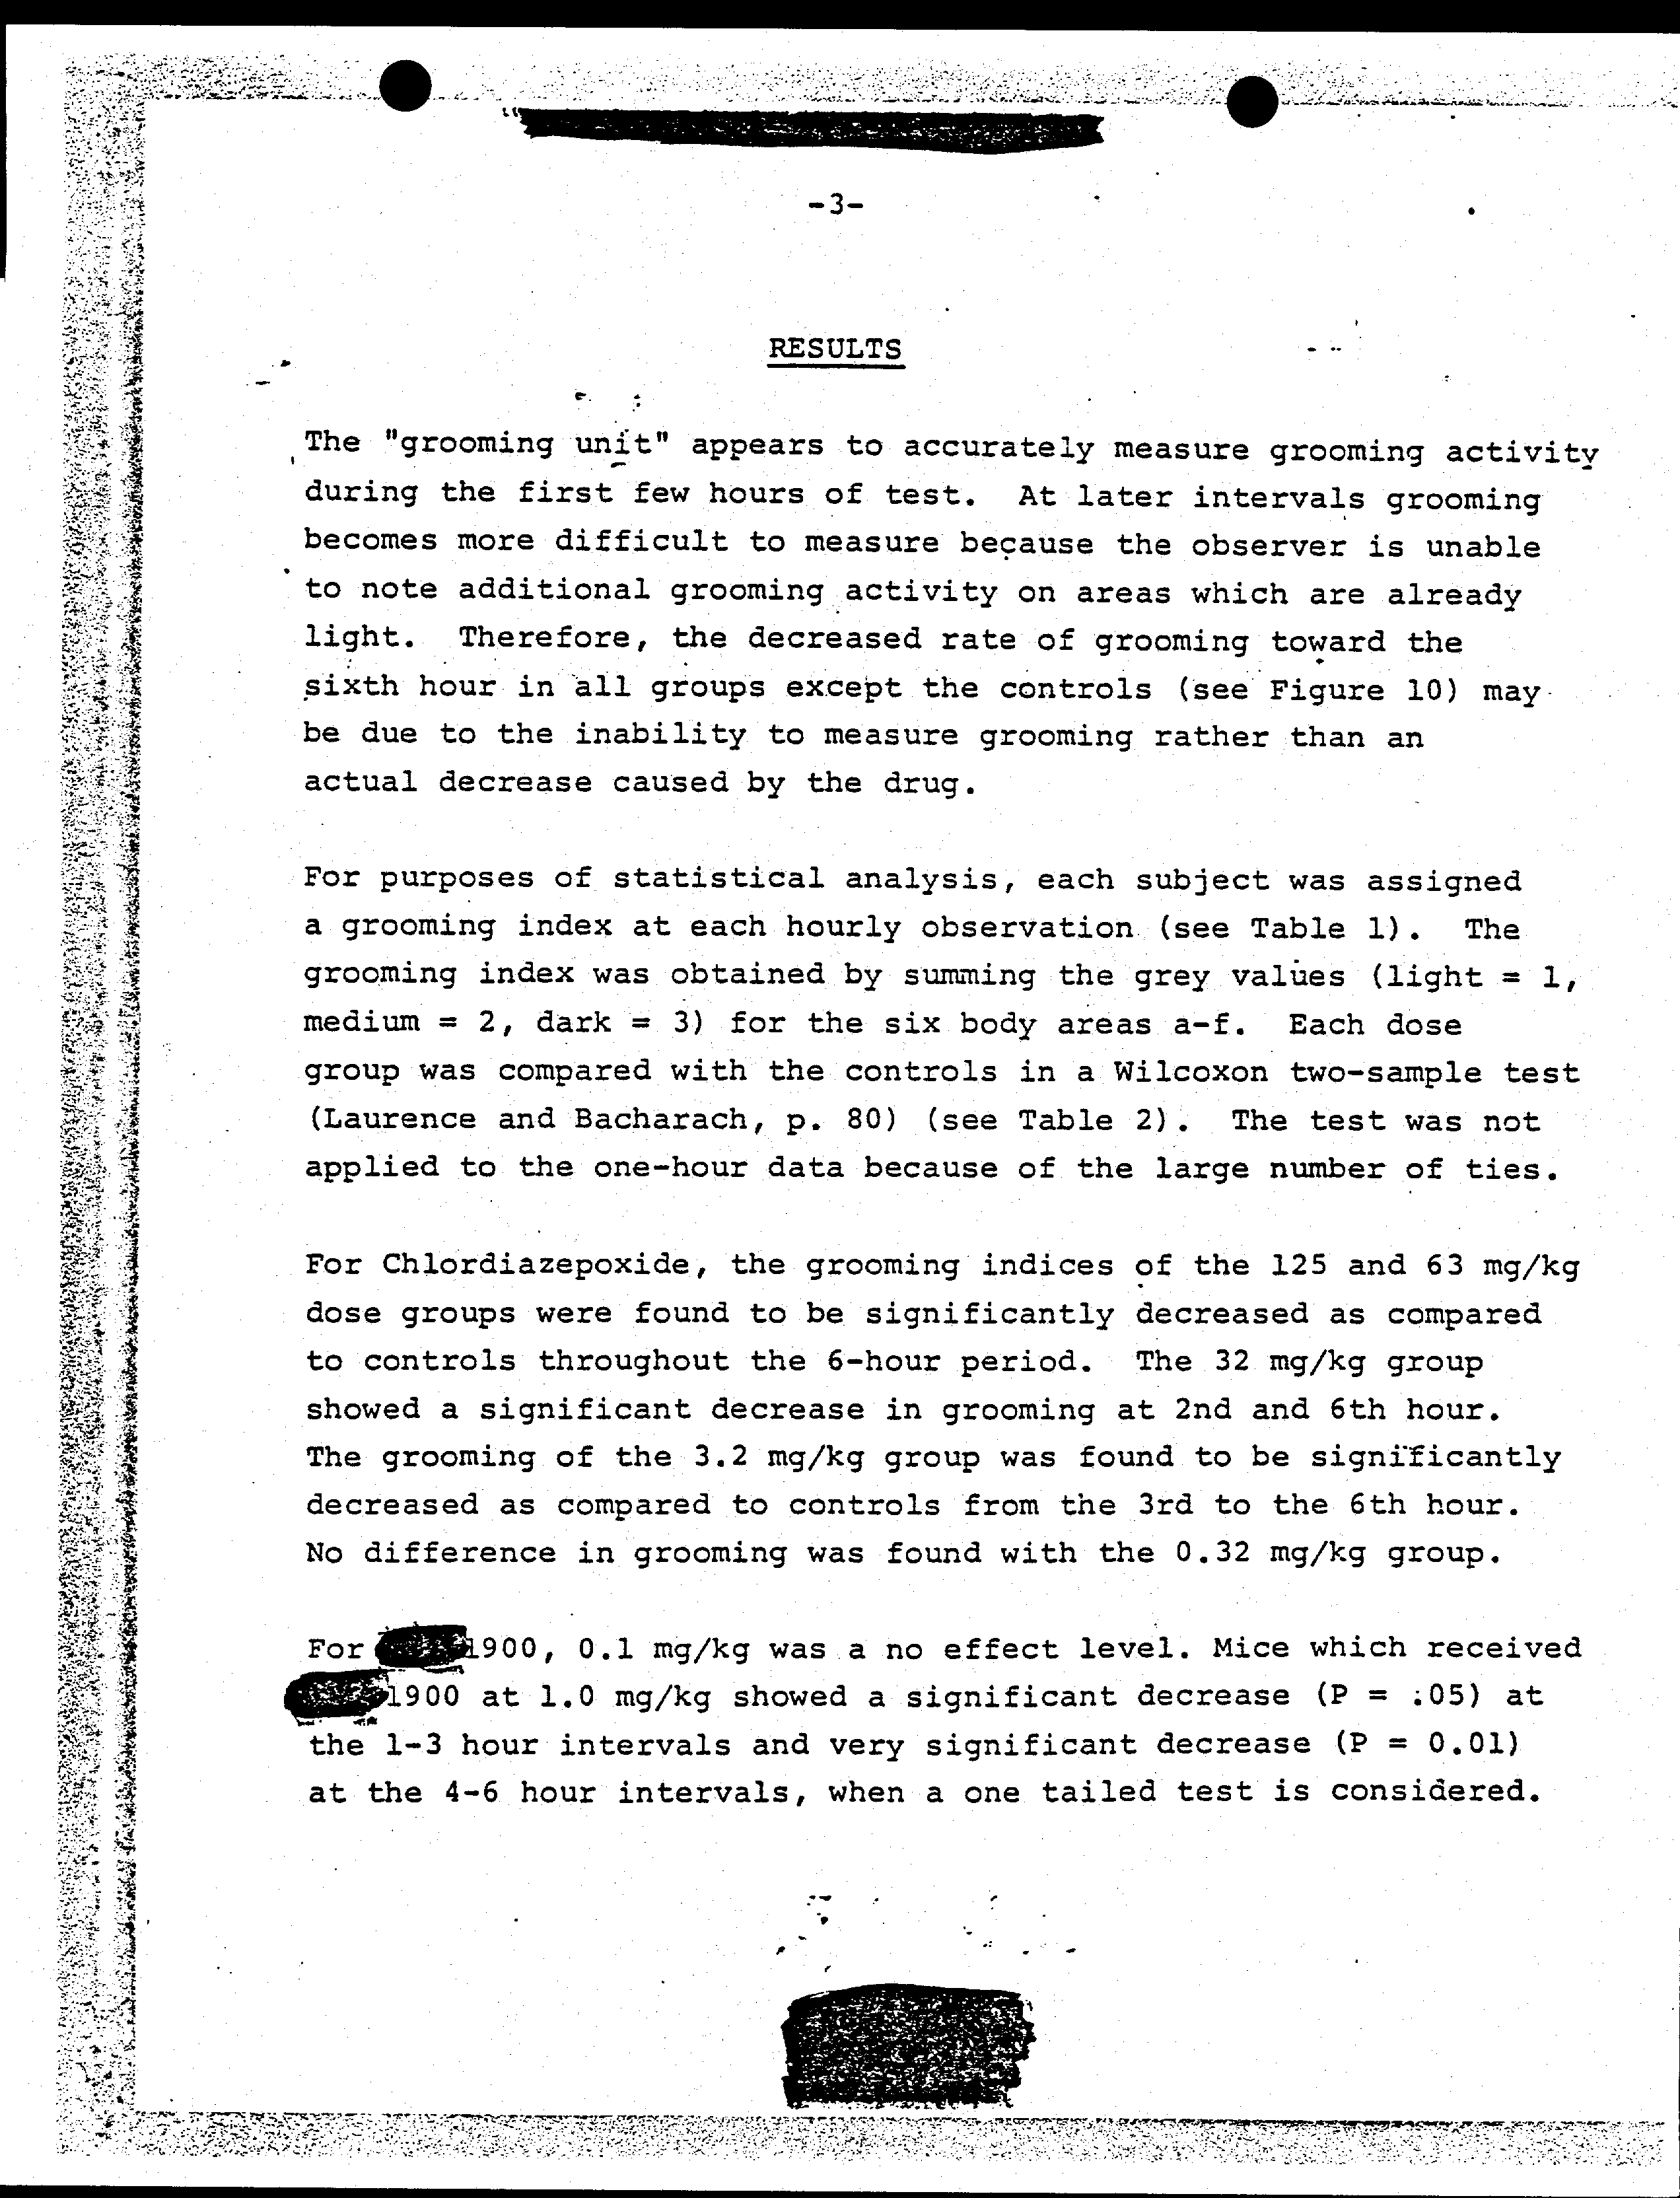 -3-
RESULTS
The "grooming unit" appears to accurately measure grooming activity
during the first few hours of test. At later intervals grooming
becomes more difficult to measure because the observer is unable
to note additional grooming activity on areas which are already
light. Therefore, the decreased rate of grooming toward the
sixth hour in all groups except the controls (see Figure 10) may
be due to the inability to measure grooming rather than an
actual decrease caused by the drug.
For purposes of statistical analysis, each subject was assigned
a grooming index at each hourly observation (see Table 1). The
grooming index was obtained by summing the grey values (light = 1,
medium = 2, dark = 3) for the six body areas a-f. Each dose
group was compared with the controls in a Wilcoxon two-sample test
(Laurence and Bacharach, p. 80) (see Table 2). The test was not
applied to the one-hour data because of the large number of ties.
For Chlordiazepoxide, the grooming indices of the 125 and 63 mg/kg
dose groups were found to be significantly decreased as compared
to controls throughout the 6-hour period. The 32 mg/kg group
showed a significant decrease in grooming at 2nd and 6th hour.
The grooming of the 3.2 mg/kg group was found to be significantly
decreased as compared to controls from the 3rd to the 6th hour.
No difference in grooming was found with the 0.32 mg/kg group.
For 1900, 0.1 mg/kg was a no effect level. Mice which received
1900 at 1.0 mg/kg showed a significant decrease (P = .05) at
the 1-3 hour intervals and very significant decrease (P = 0.01)
at the 4-6 hour intervals, when a one tailed test is considered.